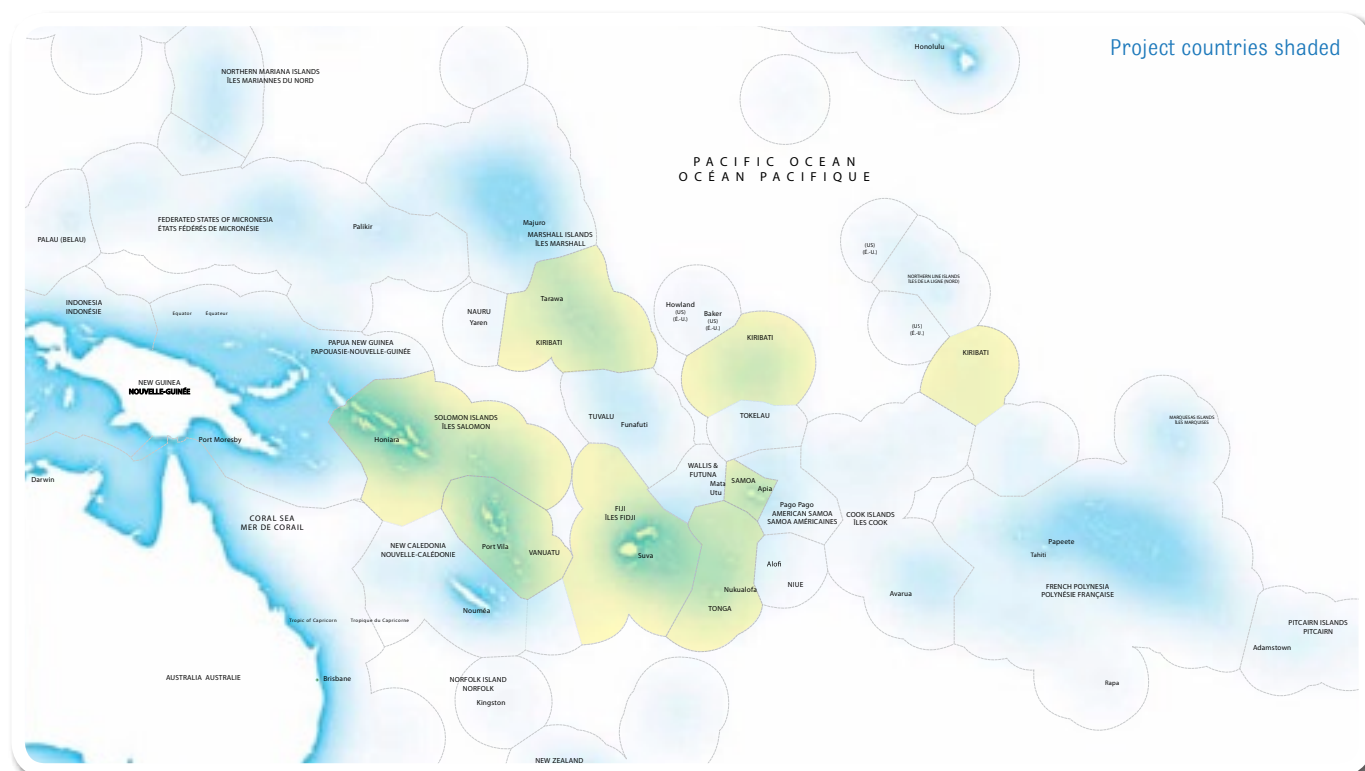 Project countries shaded
Honolulu
NORTHERN MARIANA ISLANDS
ÎLES MARIANNES DU NORD
PACIFIC OCEAN
OCÉAN PACIFIQUE
FEDERATED STATES OF MICRONESIA
ÉTATS FÉDÉRÉS DE MICRONÉSIE
Palikir
Majuro
MARSHALL ISLANDS
ÎLES MARSHALL
PALAU (BELAU)
(US)
(É.-U.)
NORTHERN LINE ISLANDS
ÎLES DE LA LIGNE (NORD)
INDONESIA
INDONÉSIE
Equator Equateur
NAURU
Yaren
Tarawa
KIRIBATI
Howland
(US)
(É.-U.)
Baker
(US)
(É.-U.)
KIRIBATI
(US)
(É.-U.)
KIRIBATI
PAPUA NEW GUINEA
PAPOUASIE-NOUVELLE-GUINÉE
NEW GUINEA
NOUVELLE-GUINÉE
SOLOMON ISLANDS
ÎLES SALOMON
Honiara
Port Moresby
TUVALU
Funafuti
TOKELAU
MARQUESAS ISLANDS
ÎLES MARQUISES
Darwin
WALLIS &
FUTUNA
Mata
Utu
SAMOA
Apia
Pago Pago
AMERICAN SAMOA
SAMOA AMÉRICAINES
COOK ISLANDS
ÎLES COOK
CORAL SEA
MER DE CORAIL
FIJI
ÎLES FIDJI
Suva
NEW CALEDONIA
NOUVELLE-CALÉDONIE
Port Vila
VANUATU
Papeete
Tahiti
Alofi
NIUE
Nukualofa
TONGA
Avarua
FRENCH POLYNESIA
POLYNÉSIE FRANÇAISE
Nouméa
Tropic of Capricorn Tropique du Capricorne
PITCAIRN ISLANDS
PITCAIRN
Adamstown
AUSTRALIA AUSTRALIE
Brisbane
NORFOLK ISLAND
NORFOLK
Kingston
Rapa
NEW ZEALAND